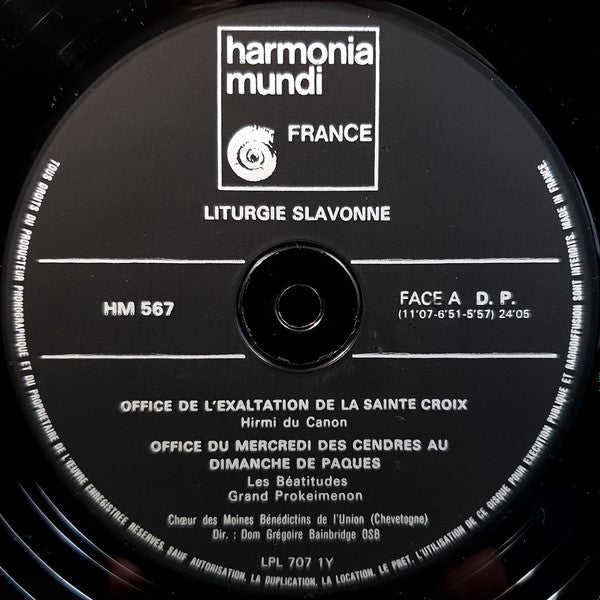 harmonia
mundi
FRANCE
LITURGIE SLAVONNE
HM 567
FACE A D. P.
(11'07-6'51-5'57) 24'05
OFFICE DE L'EXALTATION DE LA SAINTE CROIX
Hirmi du Canon
OFFICE DU MERCREDI DES CENDRES AU
DIMANCHE DE PAQUES
Les Béatitudes
Grand Prokeimenon
Chœur des Moines Bénédictins de l'Union (Chevetogne)
Dir. : Dom Grégoire Bainbridge OSB
LPL 707 1Y
TOUS DROITS DU PRODUCTEUR PHONOGRAPHIQUE ET DU PROPRIETAIRE DE L'ŒUVRE ENREGISTREE RESERVES. SAUF AUTORISATION, LA DUPLICATION, LA LOCATION, LE PRET, L'UTILISATION DE CE DISQUE POUR EXECUTION PUBLIQUE ET RADIODIFFUSION SONT INTERDITS. MADE IN FRANCE.